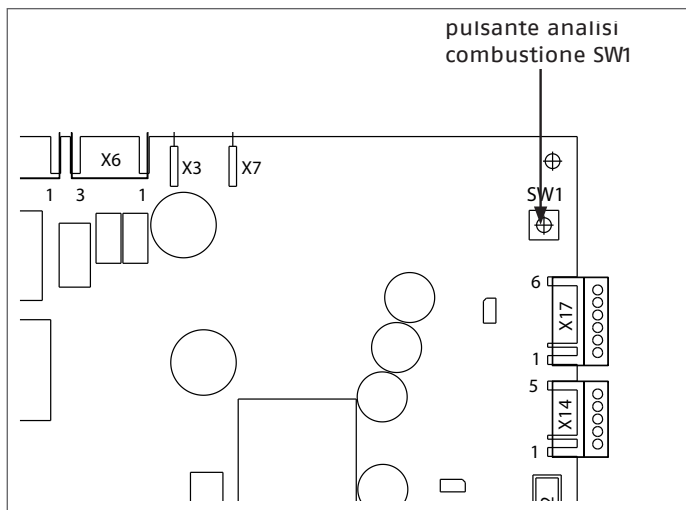 pulsante analisi
combustione SW1
X6
X3
X7
1
3
1
SW1
6
X17
1
5
X14
1